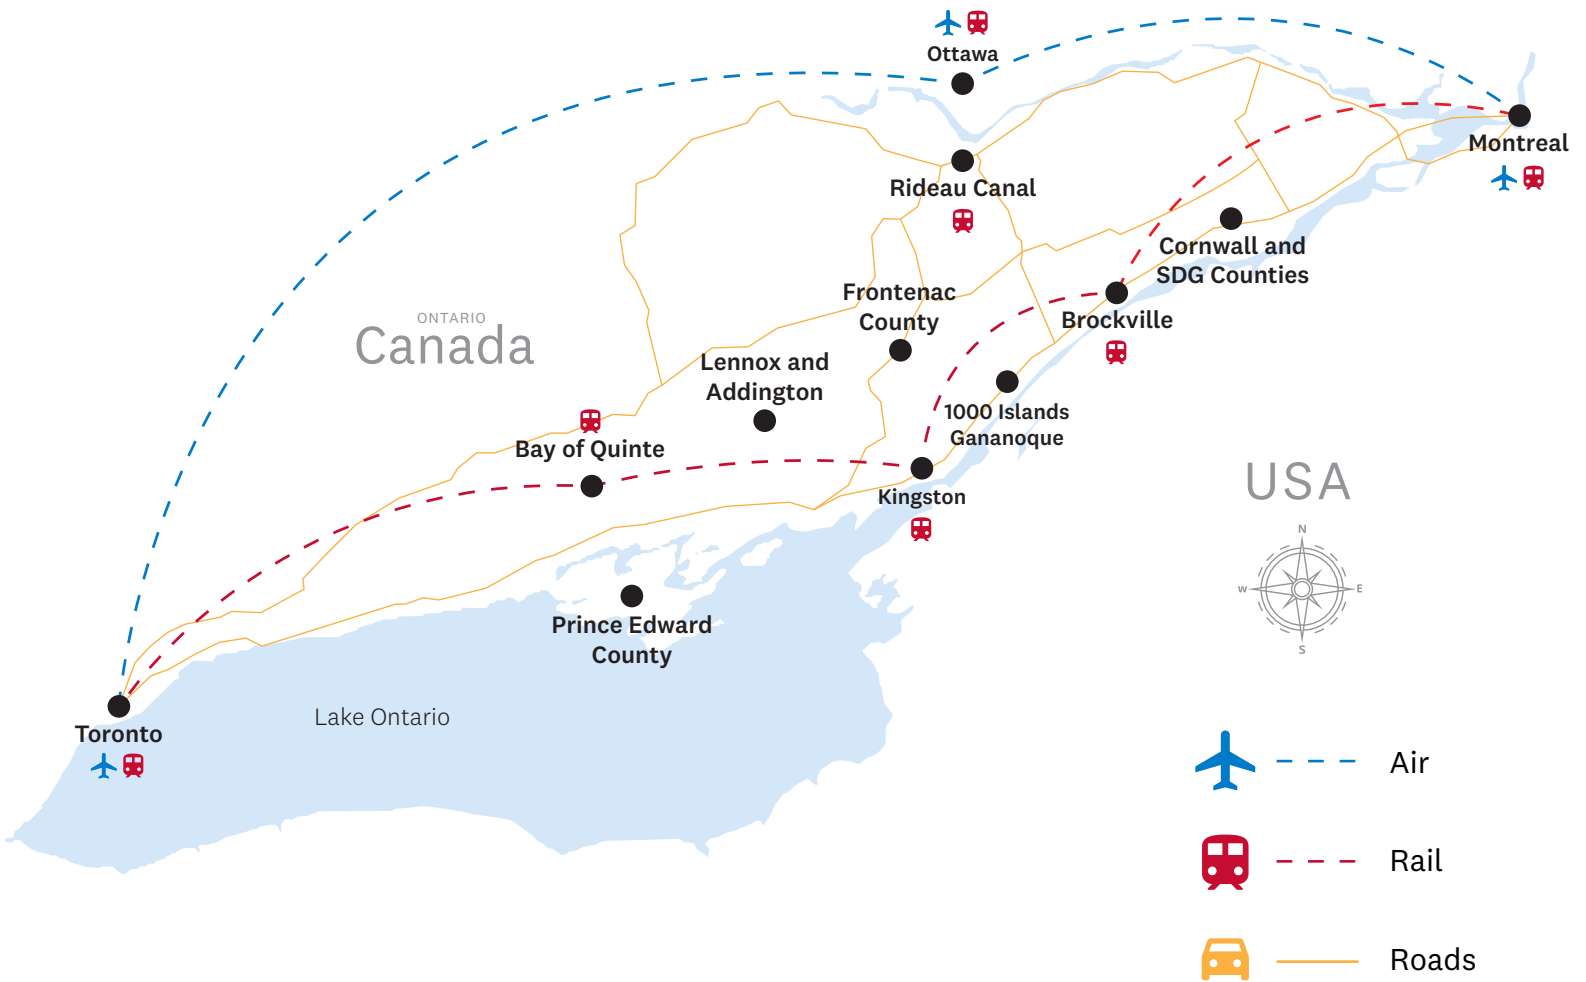 Ottawa
Montreal
Rideau Canal
Cornwall and
SDG Counties
Frontenac
County
ONTARIO
Canada
Brockville
Lennox and
Addington
1000 Islands
Gananoque
Bay of Quinte
Kingston
USA
N
W
E
S
Prince Edward
County
Lake Ontario
Toronto
Air
Rail
Roads